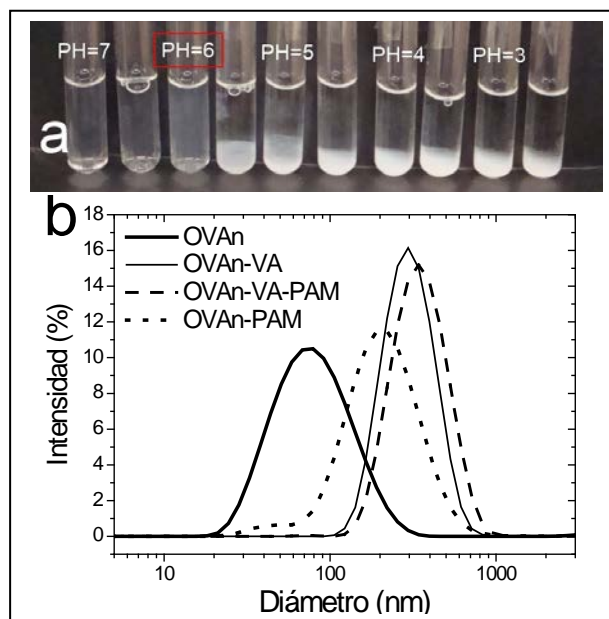 PH=7 PH=6 PH=5 PH=4 PH=3
a
b
18
16
14
12
10
8
6
4
2
0
OVAn
OVAn-VA
OVAn-VA-PAM
OVAn-PAM
Intensidad (%)
10 100 1000
Diámetro (nm)